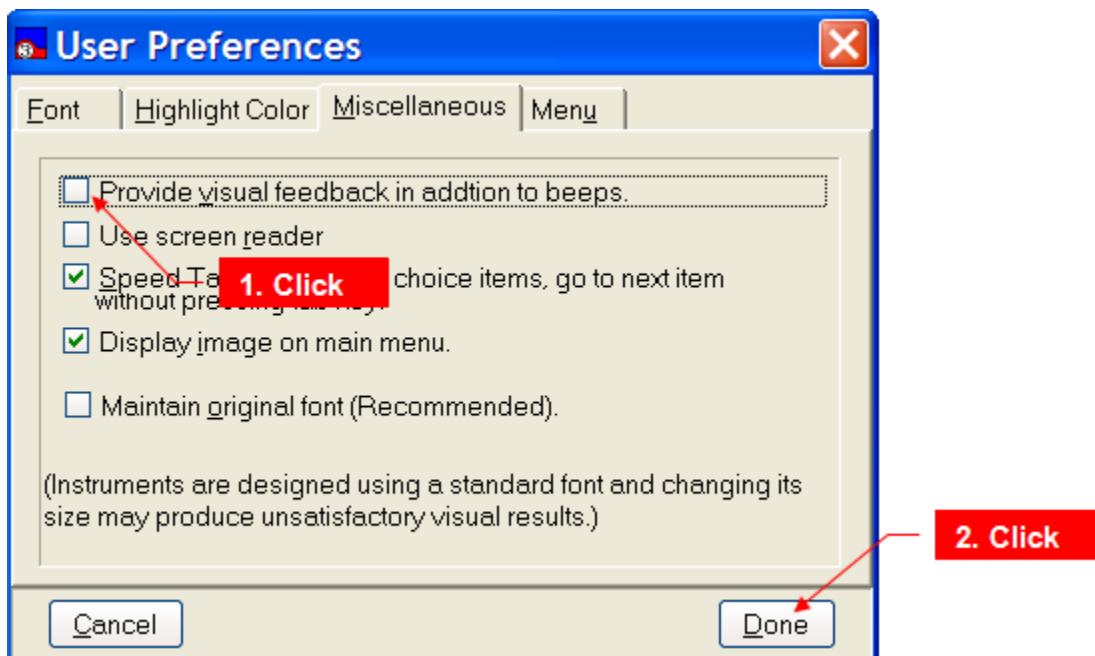 User Preferences
Font
Highlight Color
Miscellaneous
Menu
Provide visual feedback in addtion to beeps.
Use screen reader
Speed Ta
1. Click
choice items, go to next item
without
Display image on main menu.
Maintain original font (Recommended).
(Instruments are designed using a standard font and changing its
size may produce unsatisfactory visual results.)
2. Click
Cancel
Done